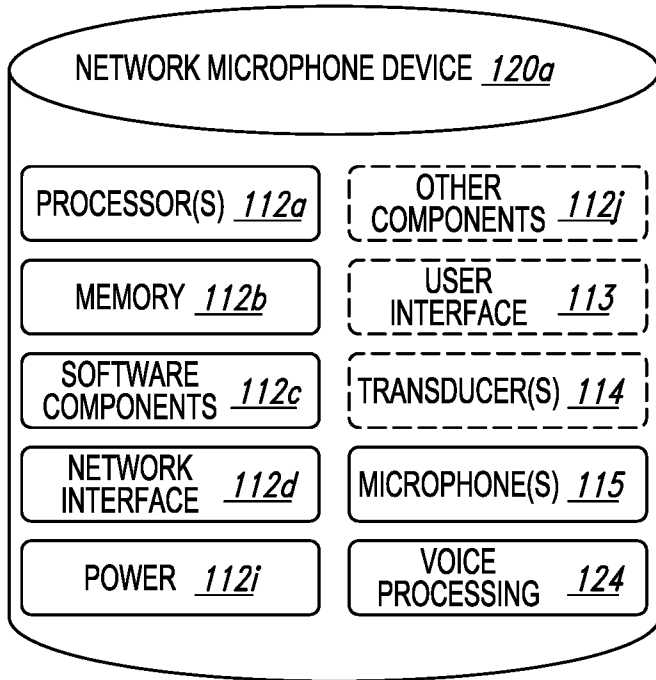 NETWORK MICROPHONE DEVICE 120a
PROCESSOR(S) 112a
MEMORY 112b
SOFTWARE
COMPONENTS 112c
NETWORK
INTERFACE 112d
POWER 112i
OTHER
COMPONENTS 112j
USER
INTERFACE 113
TRANSDUCER(S) 114
MICROPHONE(S) 115
VOICE
PROCESSING 124